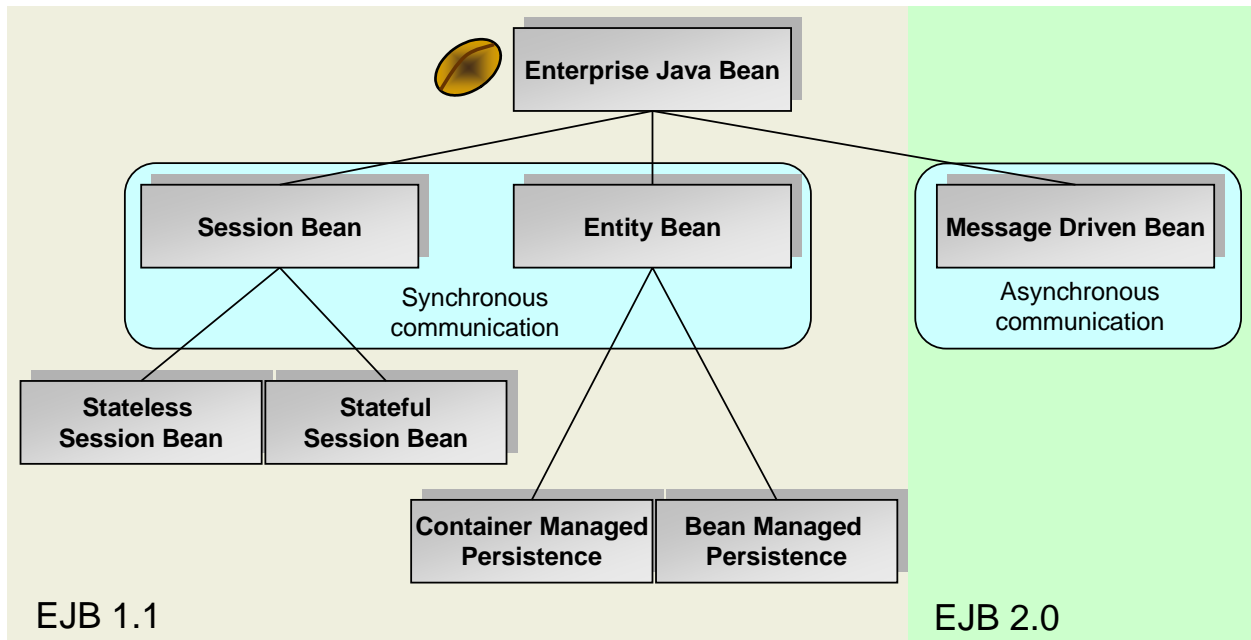 Enterprise Java Bean
Session Bean
Entity Bean
Message Driven Bean
Synchronous
communication
Asynchronous
communication
Stateless
Session Bean
Stateful
Session Bean
Container Managed
Persistence
Bean Managed
Persistence
EJB 1.1
EJB 2.0